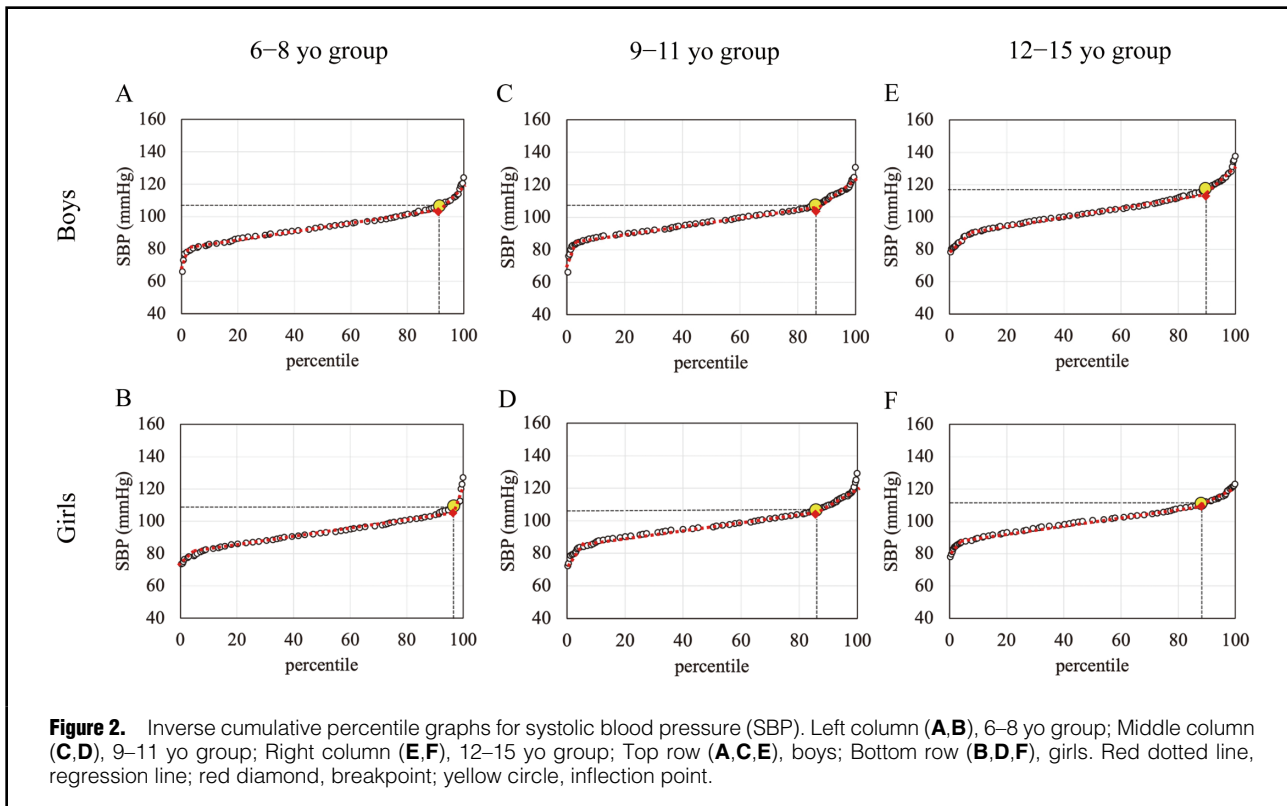 6–8 yo group
9–11 yo group
12–15 yo group
Boys
A
SBP (mmHg)
160
140
120
100
80
60
40
0 20 40 60 80 100
percentile
C
SBP (mmHg)
160
140
120
100
80
60
40
0 20 40 60 80 100
percentile
E
SBP (mmHg)
160
140
120
100
80
60
40
0 20 40 60 80 100
percentile
Girls
B
SBP (mmHg)
160
140
120
100
80
60
40
0 20 40 60 80 100
percentile
D
SBP (mmHg)
160
140
120
100
80
60
40
0 20 40 60 80 100
percentile
F
SBP (mmHg)
160
140
120
100
80
60
40
0 20 40 60 80 100
percentile
Figure 2. Inverse cumulative percentile graphs for systolic blood pressure (SBP). Left column (A,B), 6–8 yo group; Middle column
(C,D), 9–11 yo group; Right column (E,F), 12–15 yo group; Top row (A,C,E), boys; Bottom row (B,D,F), girls. Red dotted line,
regression line; red diamond, breakpoint; yellow circle, inflection point.